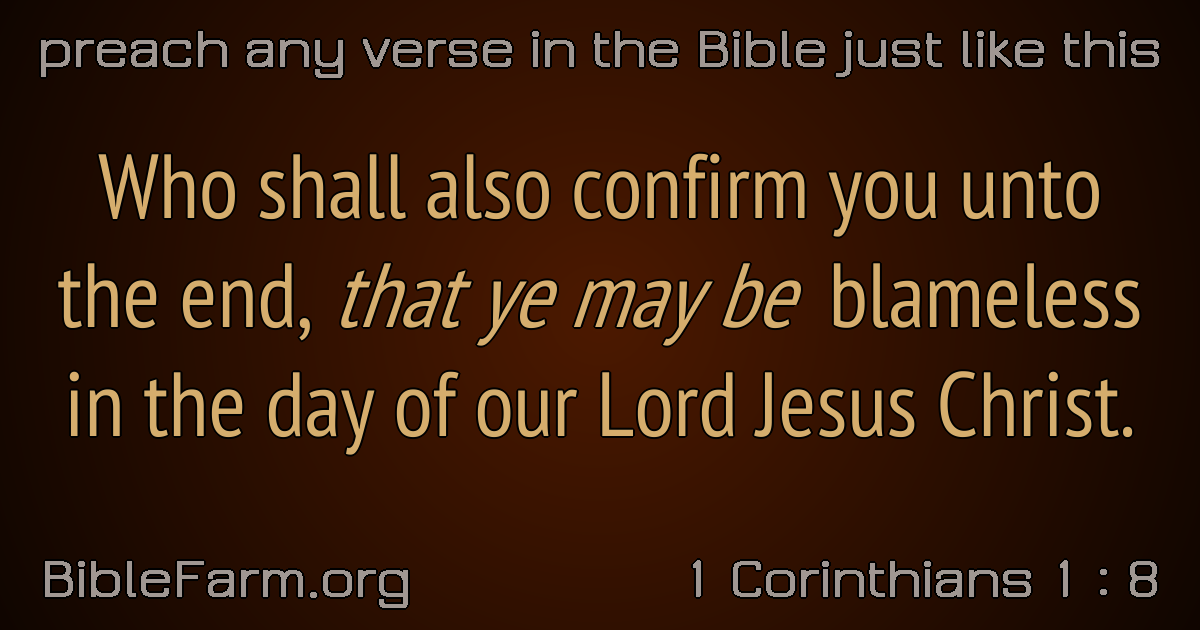 preach any verse in the Bible just like this
Who shall also confirm you unto
the end, that ye may be blameless
in the day of our Lord Jesus Christ.
BibleFarm.org
1 Corinthians 1 : 8